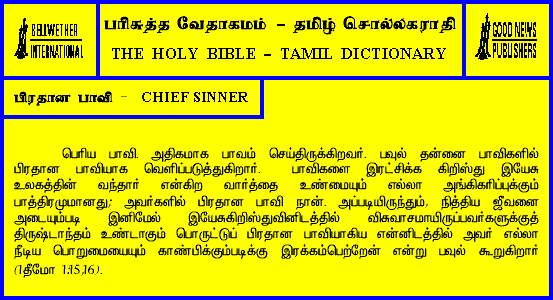 BELLWETHER
INTERNATIONAL
பரிசுத்த வேதாகமம் – தமிழ் சொல்லகராதி
THE HOLY BIBLE – TAMIL DICTIONARY
GOOD NEWS
PUBLISHERS
பிரதான பாவி – CHIEF SINNER
பெரிய பாவி. அதிகமாக பாவம் செய்திருக்கிறவர். பவுல் தன்னை பாவிகளில்
பிரதான பாவியாக வெளிப்படுத்துகிறார். பாவிகளை இரட்சிக்க கிறிஸ்து இயேசு
உலகத்தின் வந்தார் என்கிற வார்த்தை உண்மையும் எல்லா அங்கிகரிப்புக்கும்
பாத்திரமுமானது; அவர்களில் பிரதான பாவி நான். அப்படியிருந்தும், நித்திய ஜீவனை
அடையும்படி இனிமேல் இயேசுகிறிஸ்துவினிடத்தில் விசுவாசமாயிருப்பவர்களுக்குத்
திருஷ்டாந்தம் உண்டாகும் பொருட்டுப் பிரதான பாவியாகிய என்னிடத்தில் அவர் எல்லா
நீடிய பொறுமையையும் காண்பிக்கும்படிக்கு இரக்கம்பெற்றேன் என்று பவுல் கூறுகிறார்
(1தீமோ 1:15,16).